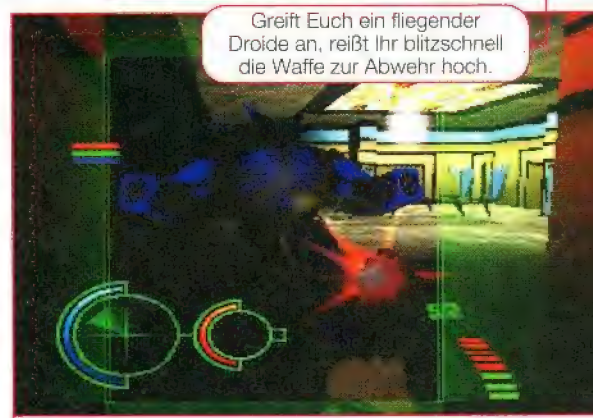 Greift Euch ein fliegender
Droide an, reißt Ihr blitzschnell
die Waffe zur Abwehr hoch.